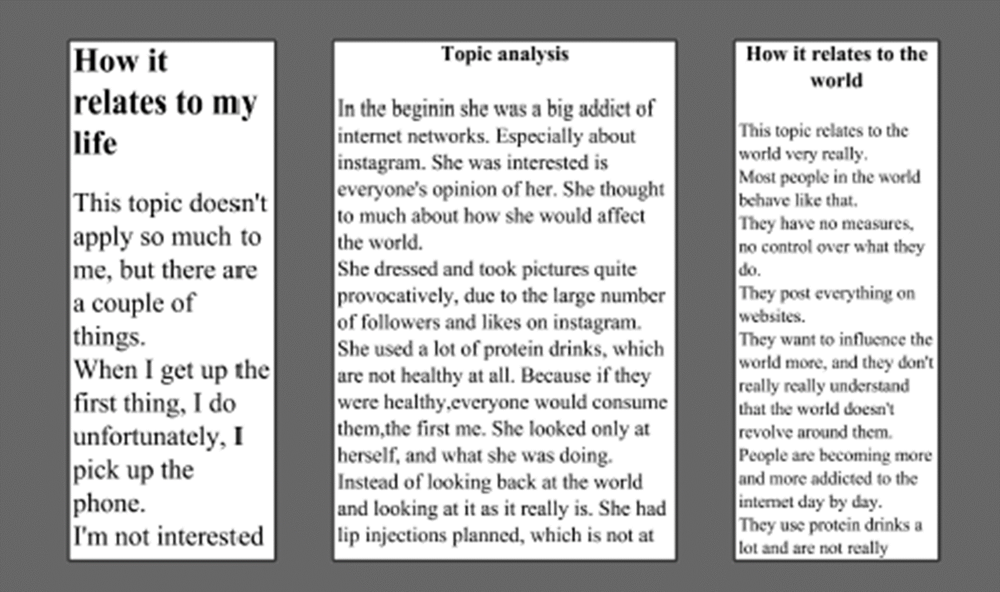 How it
relates to my
life
This topic doesn't
apply so much to
me, but there are
a couple of
things.
When I get up the
first thing, I do
unfortunately, I
pick up the
phone.
I'm not interested
Topic analysis
In the beginin she was a big addict of
internet networks. Especially about
instagram. She was interested is
everyone's opinion of her. She thought
to much about how she would affect
the world.
She dressed and took pictures quite
provocatively, due to the large number
of followers and likes on instagram.
She used a lot of protein drinks, which
are not healthy at all. Because if they
were healthy,everyone would consume
them,the first me. She looked only at
herself, and what she was doing.
Instead of looking back at the world
and looking at it as it really is. She had
lip injections planned, which is not at
How it relates to the
world
This topic relates to the
world very really.
Most people in the world
behave like that.
They have no measures,
no control over what they
do.
They post everything on
websites.
They want to influence the
world more, and they don't
really really understand
that the world doesn't
revolve around them.
People are becoming more
and more addicted to the
internet day by day.
They use protein drinks a
lot and are not really